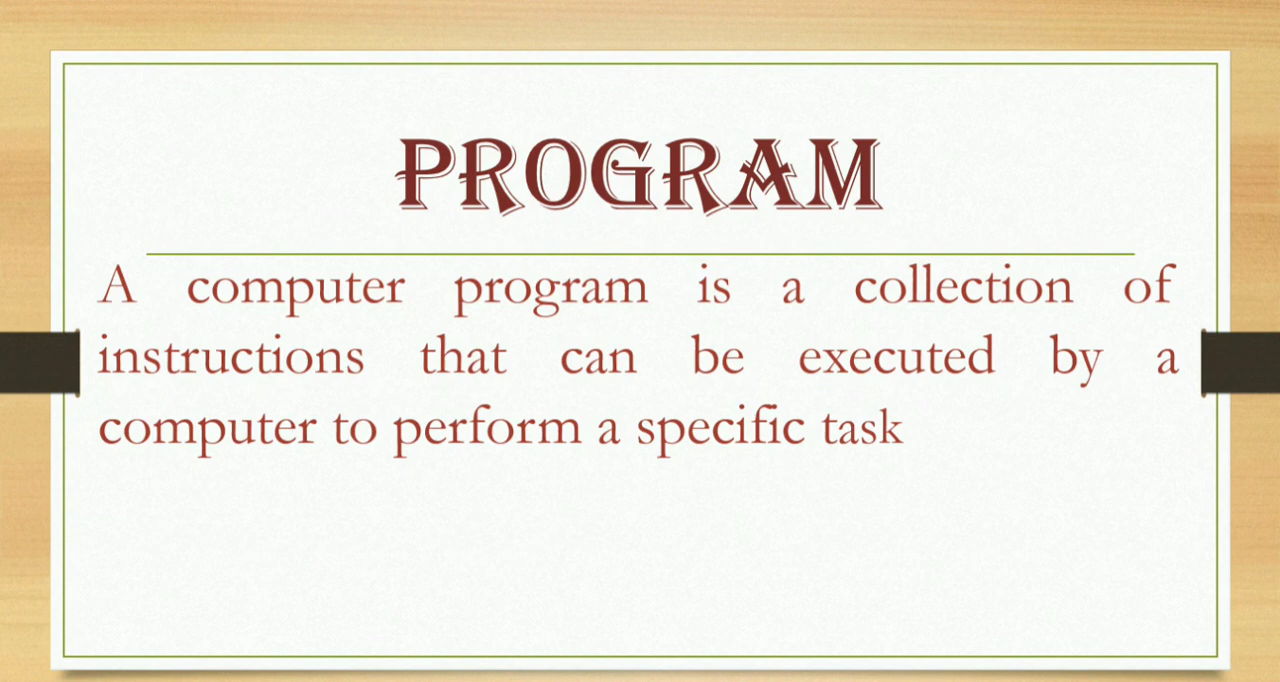 PROGRAM
A computer program is a collection of
instructions that can be executed by a
computer to perform a specific task